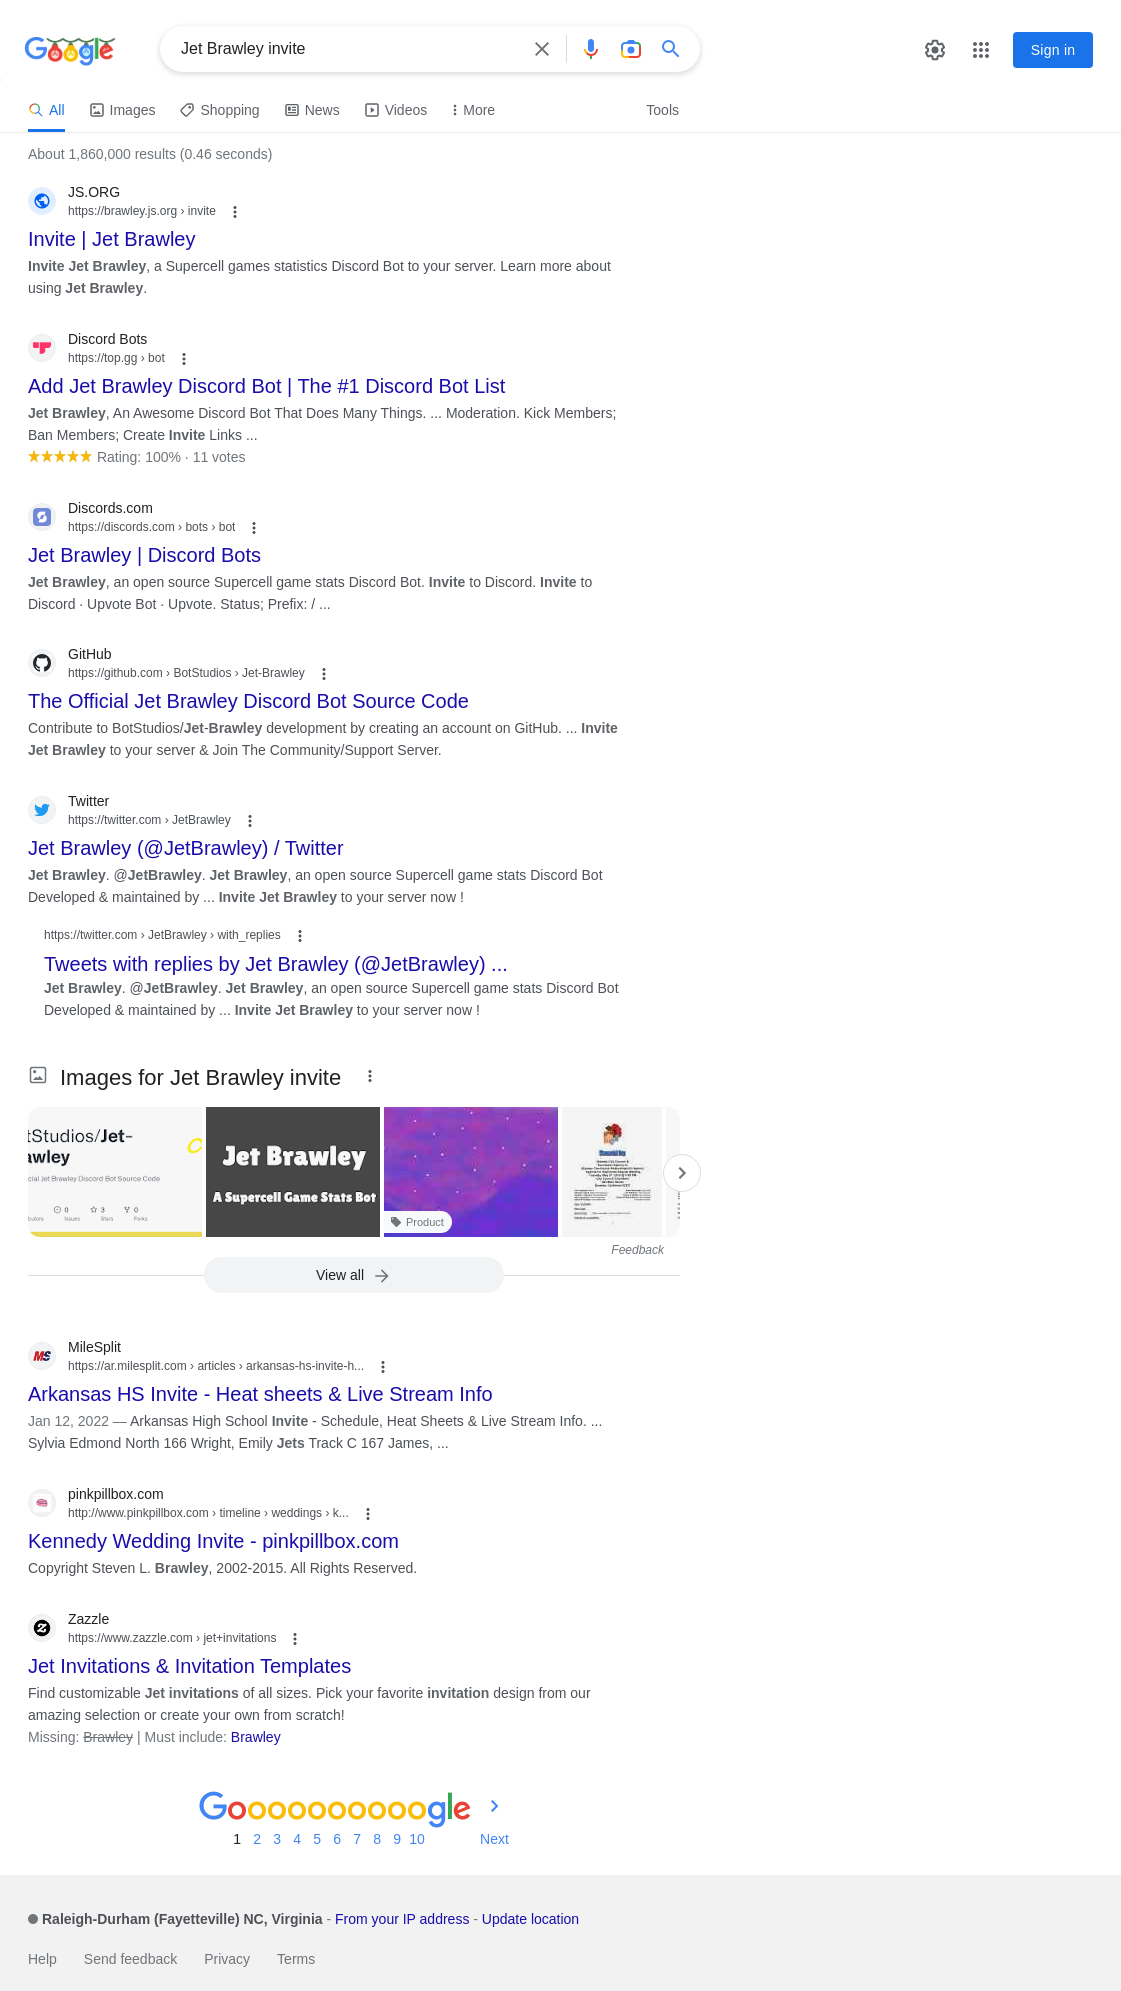 Google
Jet Brawley invite
Sign in
All
Images
Shopping
News
Videos
More
Tools
About 1,860,000 results (0.46 seconds)
JS.ORG
https://brawley.js.org › invite
Invite | Jet Brawley
Invite Jet Brawley, a Supercell games statistics Discord Bot to your server. Learn more about
using Jet Brawley.
Discord Bots
https://top.gg › bot
Add Jet Brawley Discord Bot | The #1 Discord Bot List
Jet Brawley, An Awesome Discord Bot That Does Many Things. ... Moderation. Kick Members;
Ban Members; Create Invite Links ...
Rating: 100% · 11 votes
Discords.com
https://discords.com › bots › bot
Jet Brawley | Discord Bots
Jet Brawley, an open source Supercell game stats Discord Bot. Invite to Discord. Invite to
Discord · Upvote Bot · Upvote. Status; Prefix: / ...
GitHub
https://github.com › BotStudios › Jet-Brawley
The Official Jet Brawley Discord Bot Source Code
Contribute to BotStudios/Jet-Brawley development by creating an account on GitHub. ... Invite
Jet Brawley to your server & Join The Community/Support Server.
Twitter
https://twitter.com › JetBrawley
Jet Brawley (@JetBrawley) / Twitter
Jet Brawley. @JetBrawley. Jet Brawley, an open source Supercell game stats Discord Bot
Developed & maintained by ... Invite Jet Brawley to your server now !
https://twitter.com › JetBrawley › with_replies
Tweets with replies by Jet Brawley (@JetBrawley) ...
Jet Brawley. @JetBrawley. Jet Brawley, an open source Supercell game stats Discord Bot
Developed & maintained by ... Invite Jet Brawley to your server now !
Images for Jet Brawley invite
tStudios/Jet-
awley
cial Jet Brawley Discord Bot Source Code
0 3 0
butors Issues Stars Forks
Jet Brawley
A Supercell Game Stats Bot
Product
Feedback
View all
MileSplit
https://ar.milesplit.com › articles › arkansas-hs-invite-h...
Arkansas HS Invite - Heat sheets & Live Stream Info
Jan 12, 2022 — Arkansas High School Invite - Schedule, Heat Sheets & Live Stream Info. ...
Sylvia Edmond North 166 Wright, Emily Jets Track C 167 James, ...
pinkpillbox.com
http://www.pinkpillbox.com › timeline › weddings › k...
Kennedy Wedding Invite - pinkpillbox.com
Copyright Steven L. Brawley, 2002-2015. All Rights Reserved.
Zazzle
https://www.zazzle.com › jet+invitations
Jet Invitations & Invitation Templates
Find customizable Jet invitations of all sizes. Pick your favorite invitation design from our
amazing selection or create your own from scratch!
Missing: Brawley | Must include: Brawley
Goooooooooogle
1 2 3 4 5 6 7 8 9 10 Next
Raleigh-Durham (Fayetteville) NC, Virginia - From your IP address - Update location
Help Send feedback Privacy Terms